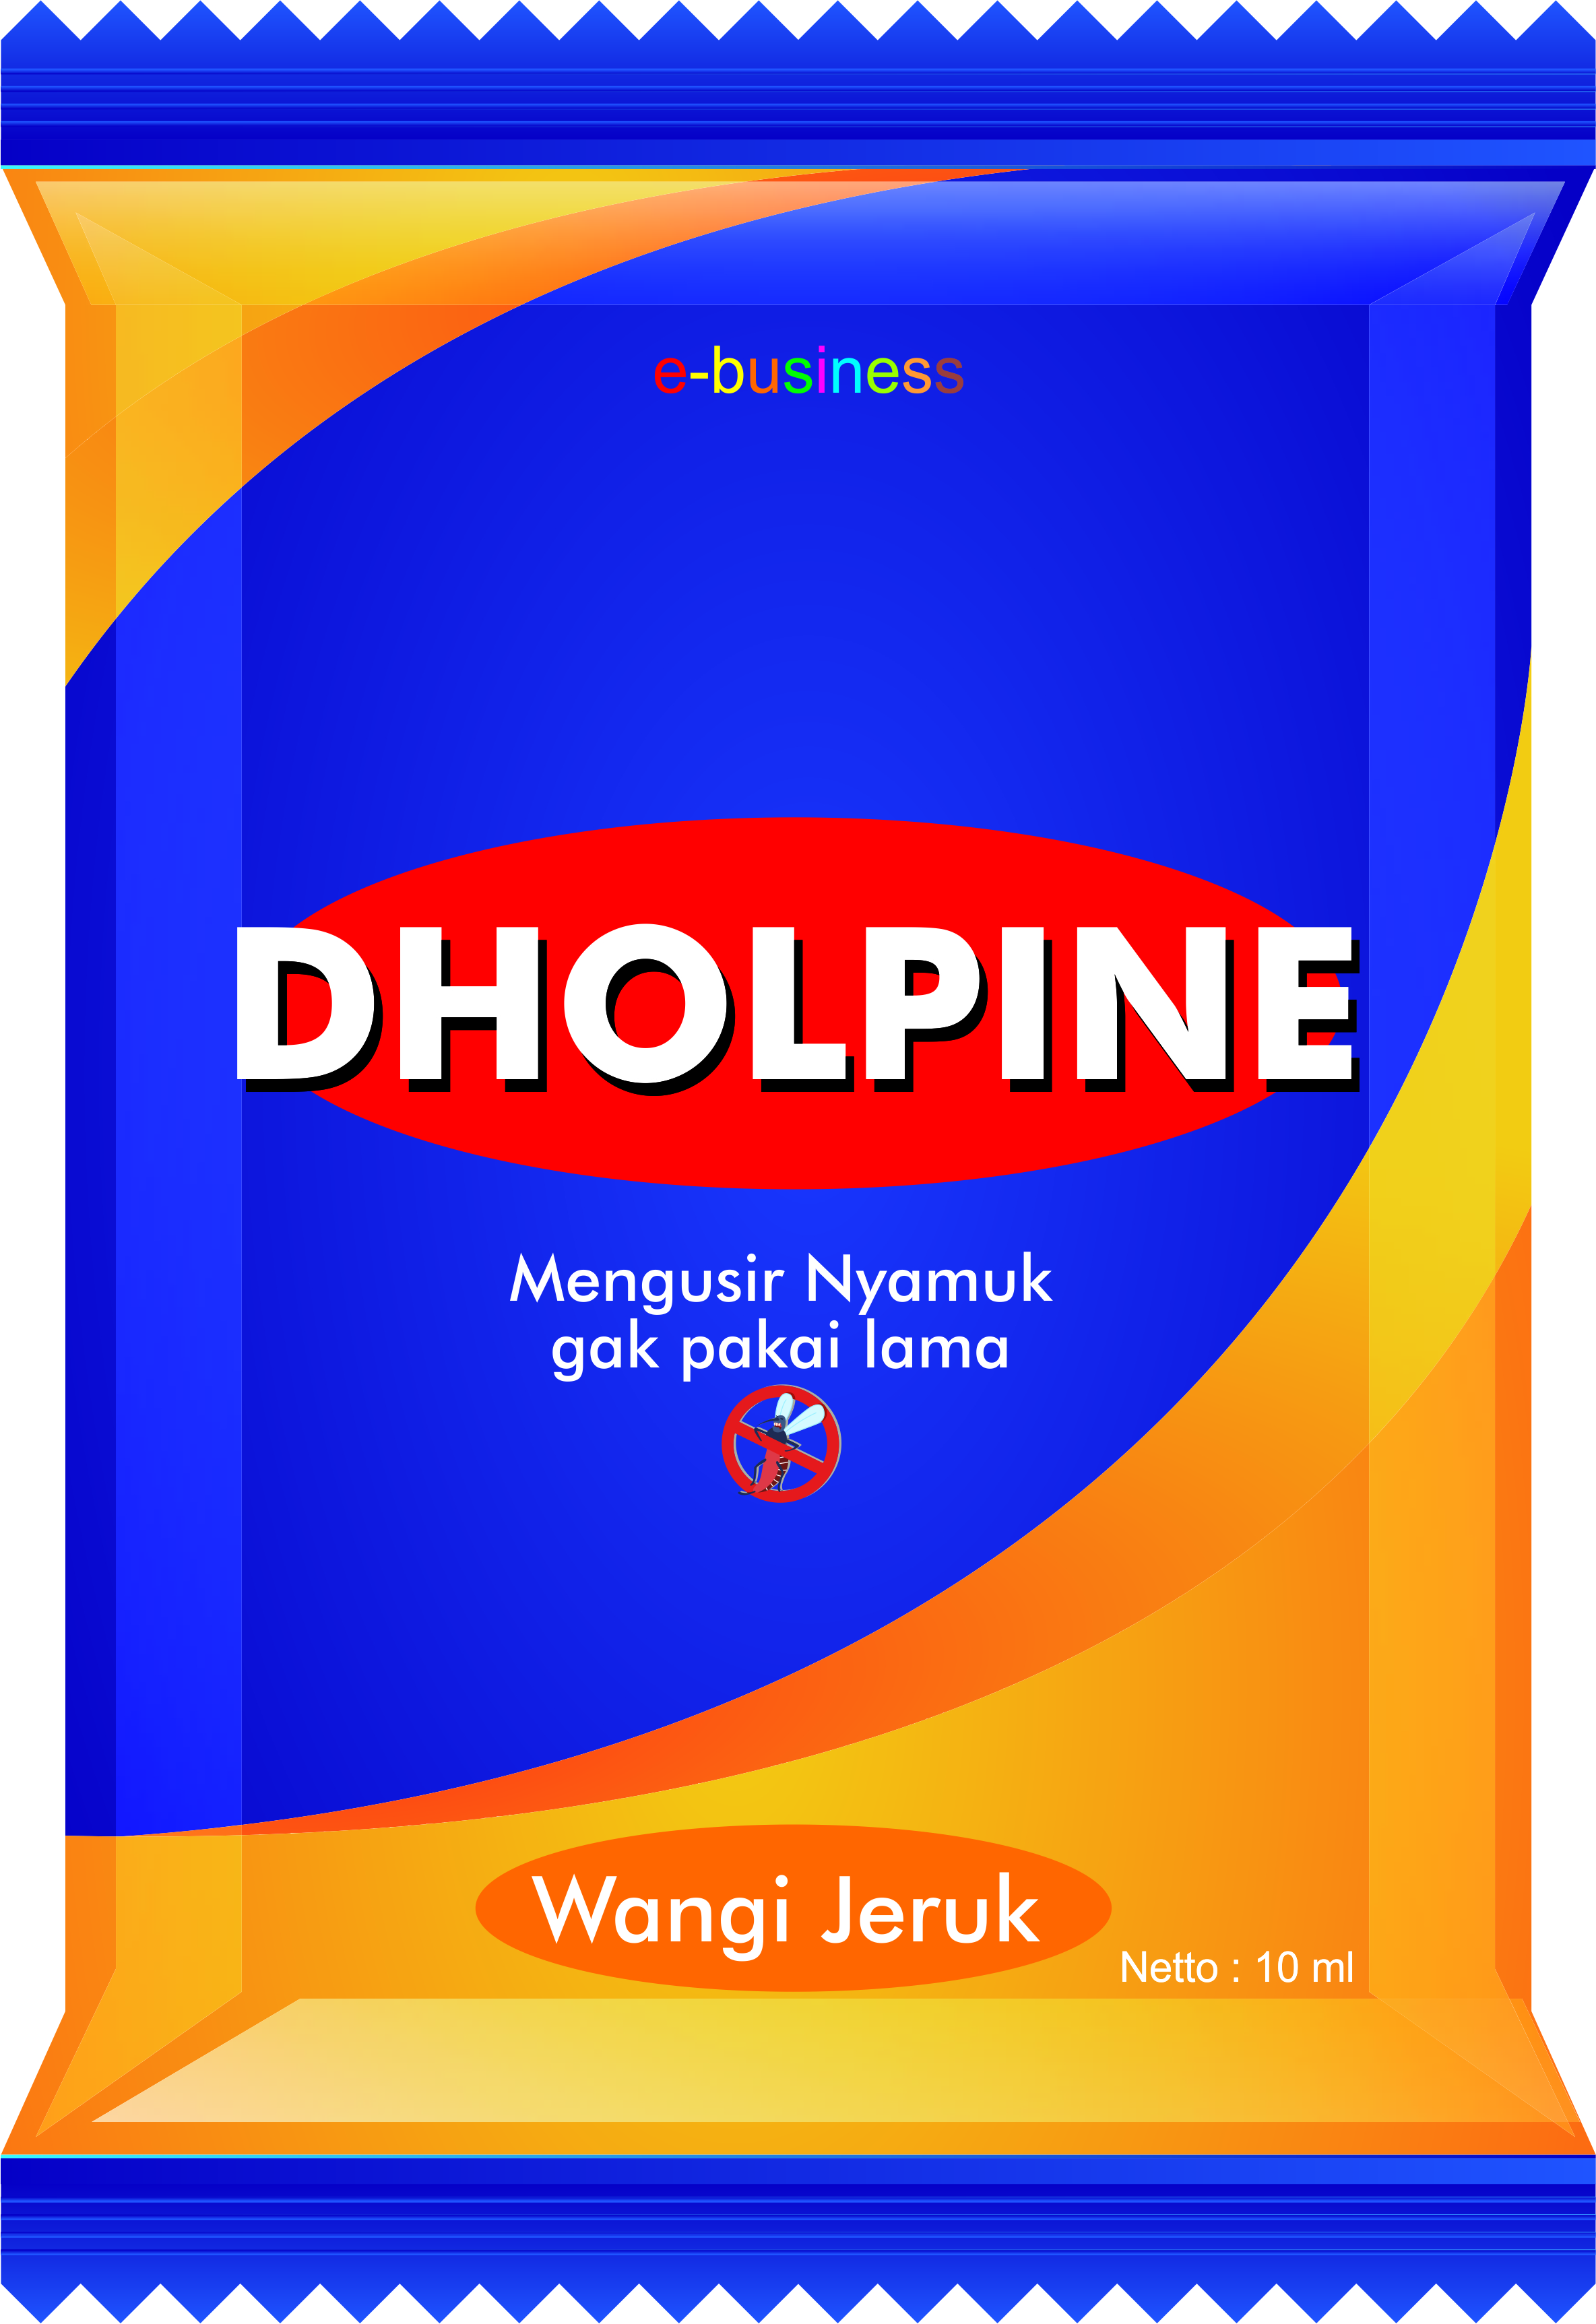 e-business
DHOLPINE
Mengusir Nyamuk
gak pakai lama
Wangi Jeruk
Netto : 10 ml